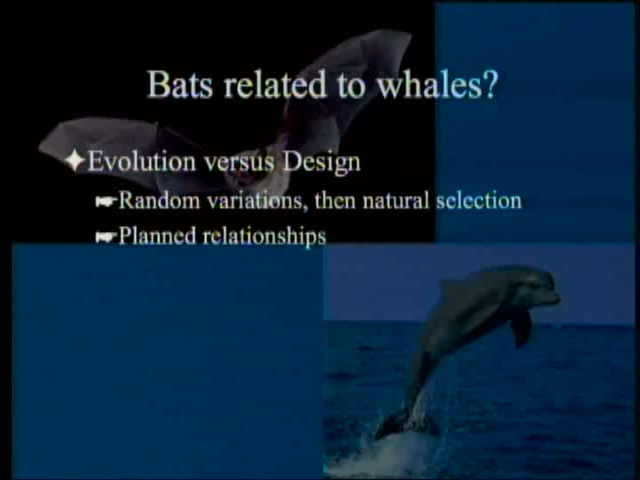 Bats related to whales?
Evolution versus Design
Random variations, then natural selection
Planned relationships